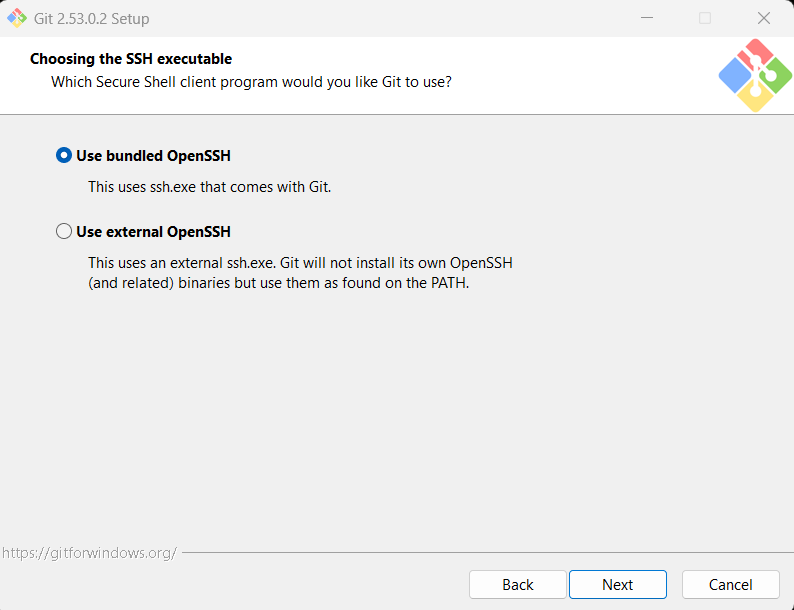 Git 2.53.0.2 Setup
Choosing the SSH executable
Which Secure Shell client program would you like Git to use?
Use bundled OpenSSH
This uses ssh.exe that comes with Git.
Use external OpenSSH
This uses an external ssh.exe. Git will not install its own OpenSSH
(and related) binaries but use them as found on the PATH.
https://gitforwindows.org/
Back
Next
Cancel